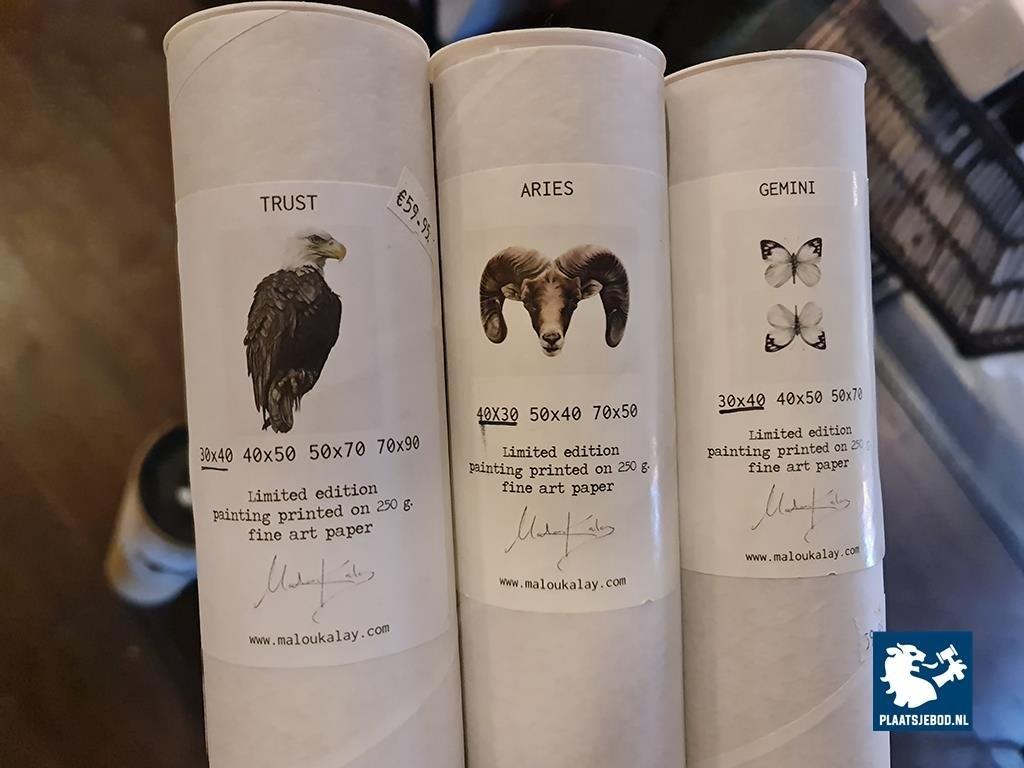 TRUST
€59.95
30x40 40x50 50x70 70x90
Limited edition
painting printed on 250 g.
fine art paper
www.maloukalay.com
ARIES
40X30 50x40 70x50
Limited edition
painting printed on 250 g.
fine art paper
www.maloukalay.com
GEMINI
30x40 40x50 50x70
Limited edition
painting printed on 250 g.
fine art paper
www.maloukalay.com
PLAATSJEBOD.NL